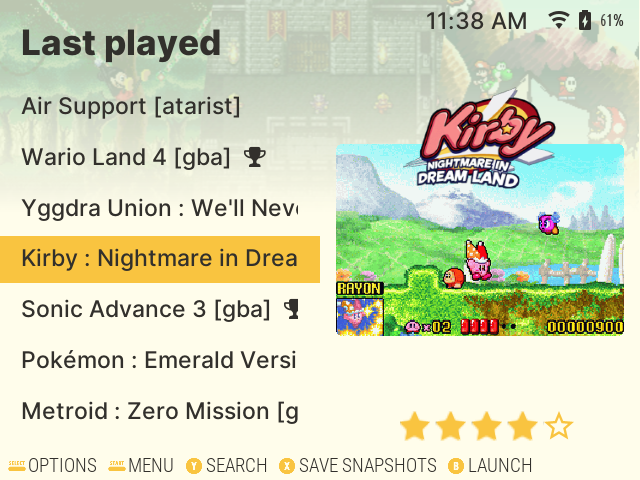 11:38 AM 61%
Last played
Air Support [atarist]
Wario Land 4 [gba]
Yggdra Union : We'll Neve
Kirby : Nightmare in Drea
Sonic Advance 3 [gba]
Pokémon : Emerald Versi
Metroid : Zero Mission [g
Kirby
NIGHTMARE IN
DREAM LAND
RAYON
x02
00000900
SELECT OPTIONS START MENU Y SEARCH X SAVE SNAPSHOTS B LAUNCH